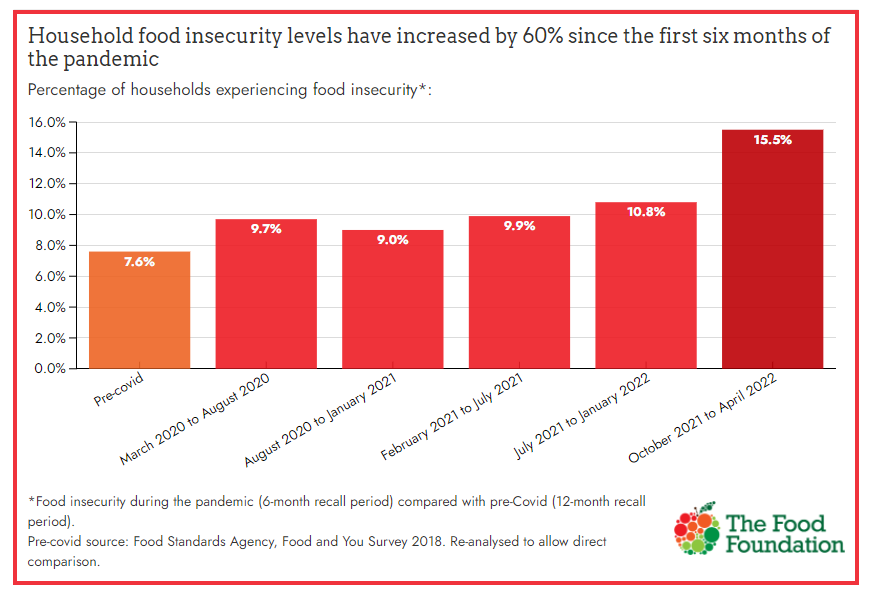 Household food insecurity levels have increased by 60% since the first six months of
the pandemic
Percentage of households experiencing food insecurity*:
16.0%
14.0%
12.0%
10.0%
8.0%
6.0%
4.0%
2.0%
0.0%
7.6%
9.7%
9.0%
9.9%
10.8%
15.5%
Pre-covid
March 2020 to August 2020
August 2020 to January 2021
February 2021 to July 2021
July 2021 to January 2022
October 2021 to April 2022
*Food insecurity during the pandemic (6-month recall period) compared with pre-Covid (12-month recall
period).
Pre-covid source: Food Standards Agency, Food and You Survey 2018. Re-analysed to allow direct
comparison.
The Food
Foundation